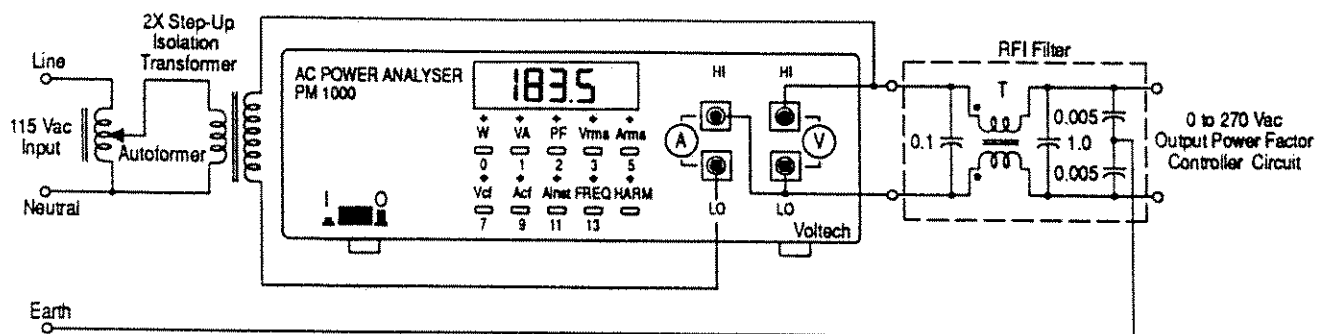 2X Step-Up
Isolation
Transformer
Line
115 Vac
Input
Autoformer
Neutral
Earth
AC POWER ANALYSER
PM 1000
183.5
W VA PF Vrms Arms
0 1 2 3 5
Vcf Acf Ainst FREQ HARM
7 9 11 13
I O
HI HI
A V
LO LO
Voltech
RFI Filter
T
0.1
1.0
0.005
0.005
0 to 270 Vac
Output Power Factor
Controller Circuit